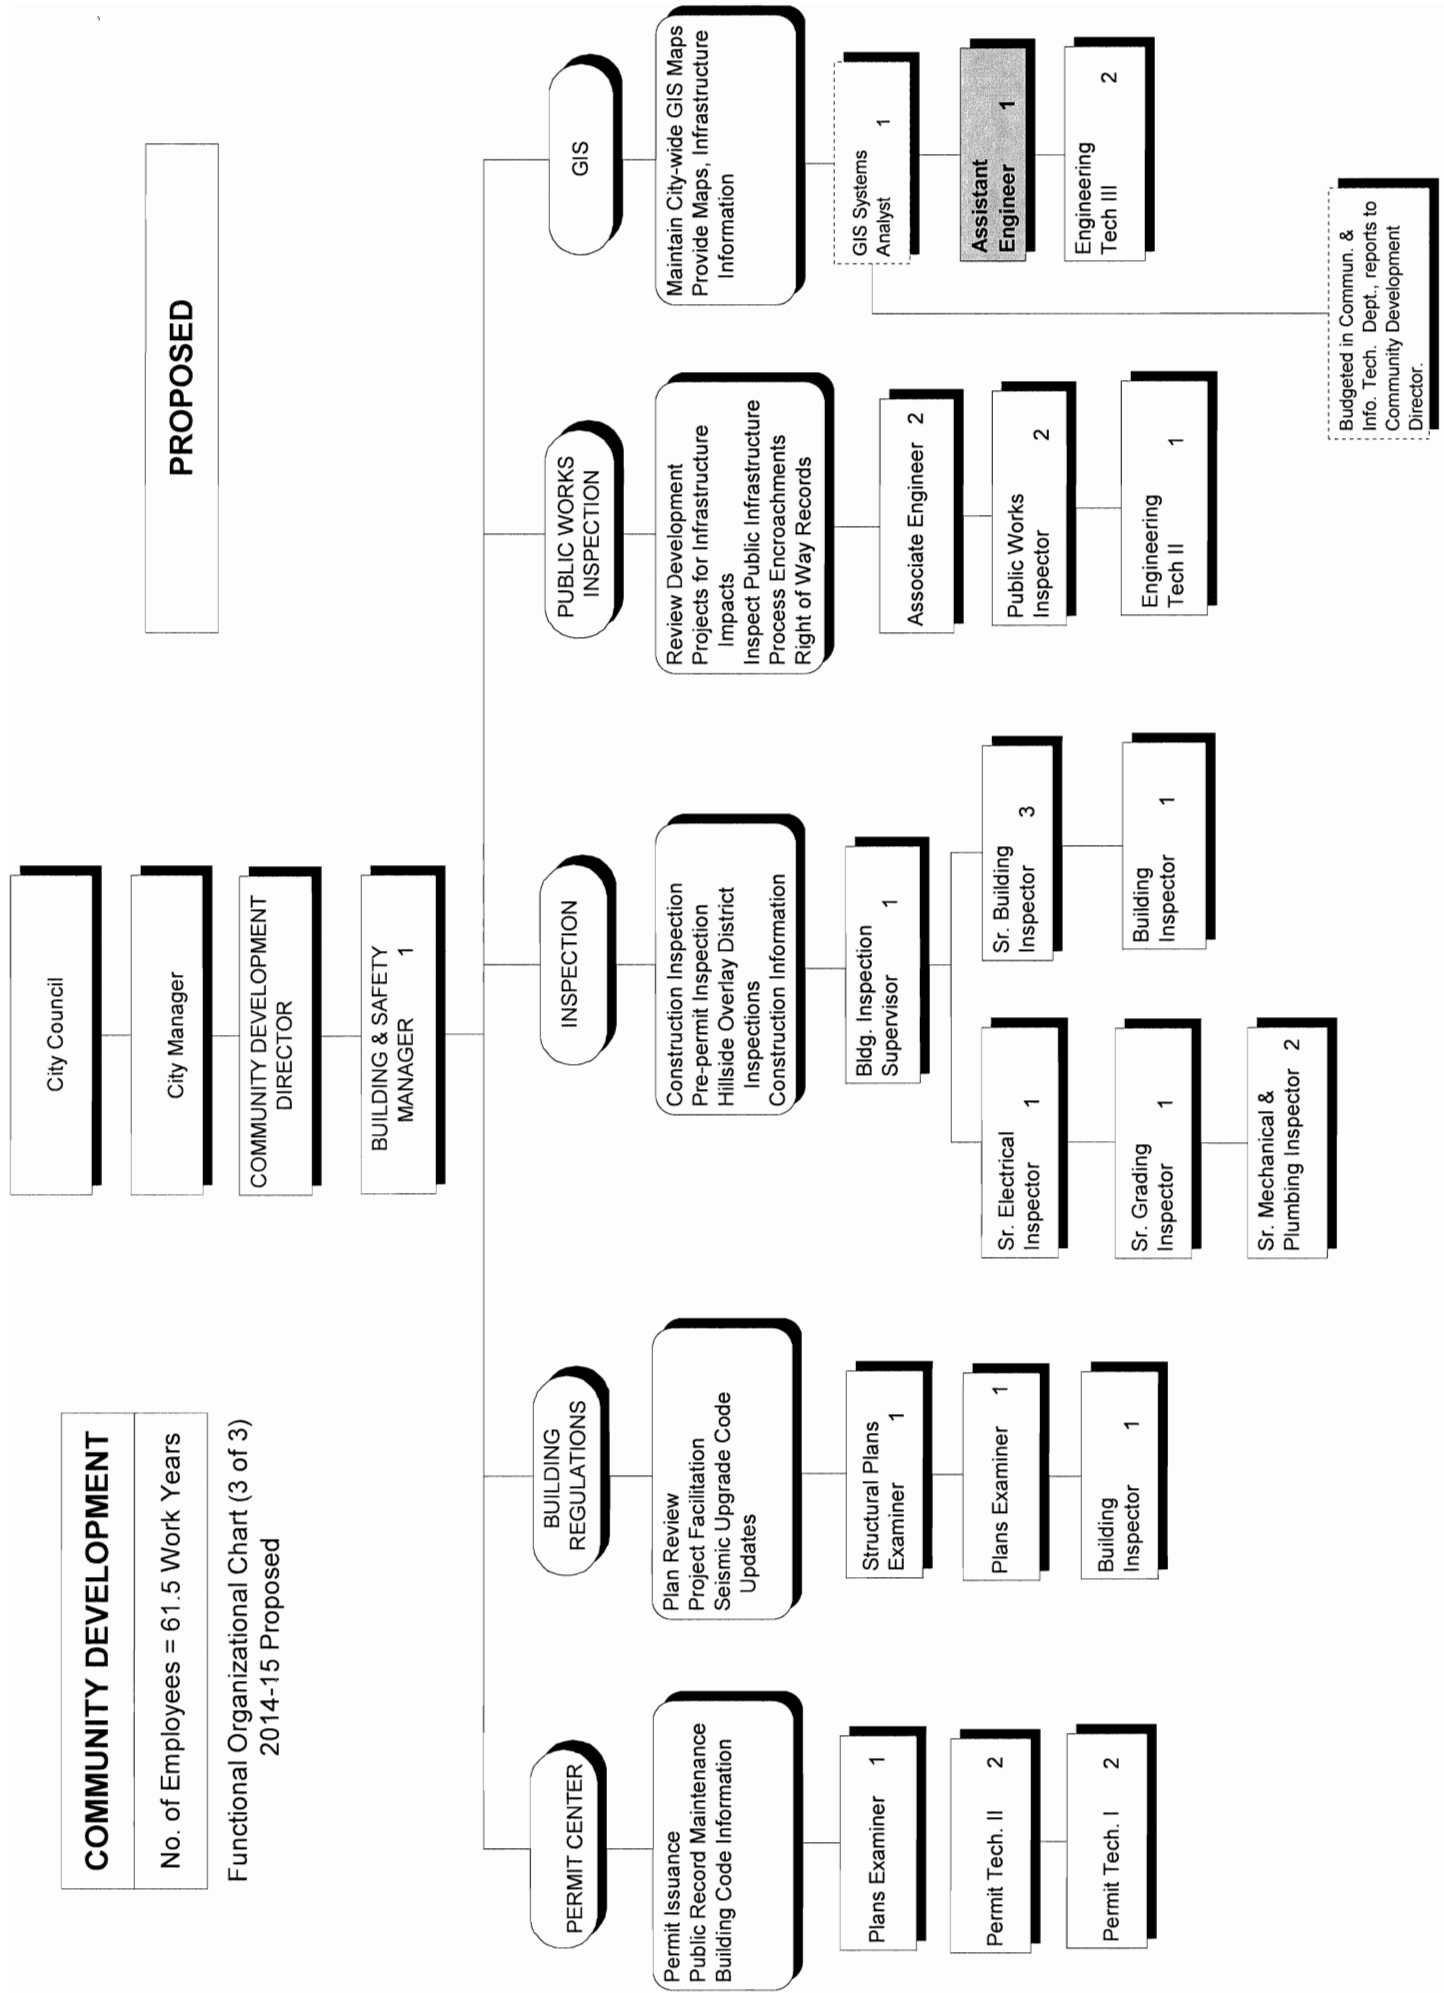 COMMUNITY DEVELOPMENT
No. of Employees = 61.5 Work Years
Functional Organizational Chart (3 of 3)
2014-15 Proposed
PROPOSED
City Council
City Manager
COMMUNITY DEVELOPMENT
DIRECTOR
BUILDING & SAFETY
MANAGER 1
PERMIT CENTER
Permit Issuance
Public Record Maintenance
Building Code Information
Plans Examiner 1
Permit Tech. II 2
Permit Tech. I 2
BUILDING
REGULATIONS
Plan Review
Project Facilitation
Seismic Upgrade Code
Updates
Structural Plans
Examiner 1
Plans Examiner 1
Building
Inspector 1
INSPECTION
Construction Inspection
Pre-permit Inspection
Hillside Overlay District
Inspections
Construction Information
Bldg. Inspection
Supervisor 1
Sr. Electrical
Inspector 1
Sr. Grading
Inspector 1
Sr. Mechanical &
Plumbing Inspector 2
Sr. Building
Inspector 3
Building
Inspector 1
PUBLIC WORKS
INSPECTION
Review Development
Projects for Infrastructure
Impacts
Inspect Public Infrastructure
Process Encroachments
Right of Way Records
Associate Engineer 2
Public Works
Inspector 2
Engineering
Tech II 1
GIS
Maintain City-wide GIS Maps
Provide Maps, Infrastructure
Information
GIS Systems
Analyst 1
Assistant
Engineer 1
Engineering
Tech III 2
Budgeted in Commun. &
Info. Tech. Dept., reports to
Community Development
Director.